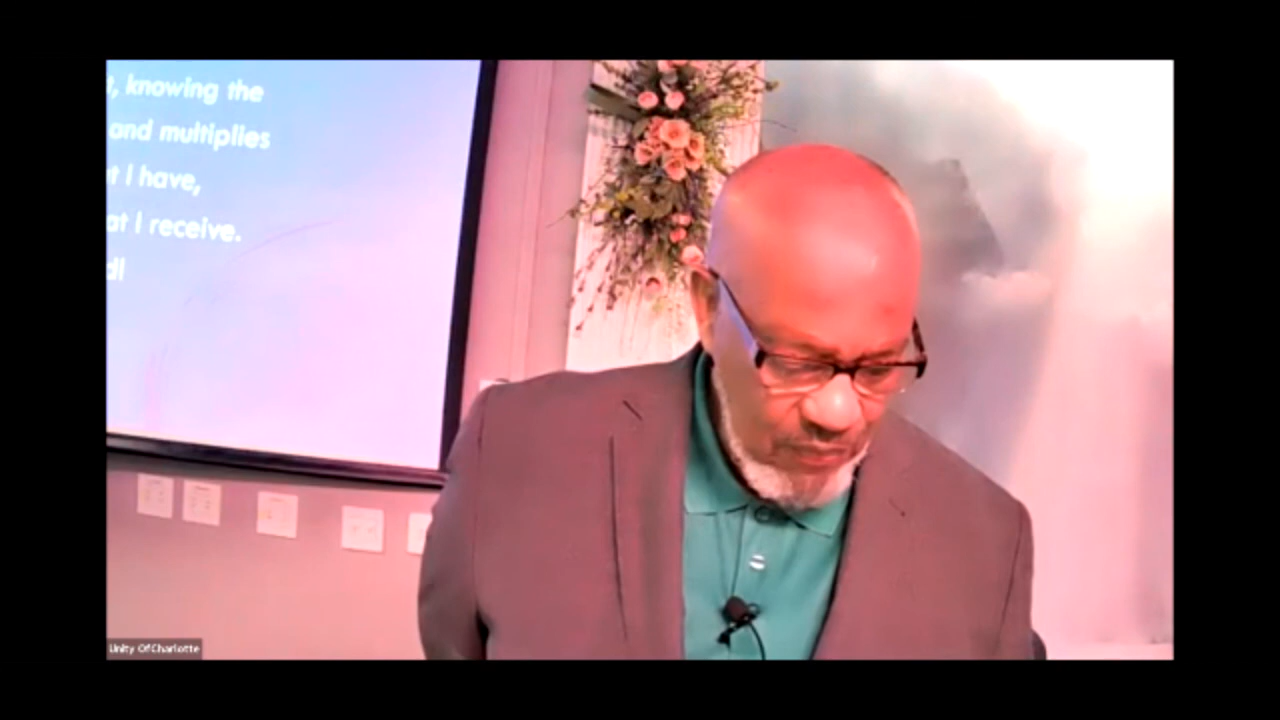 t, knowing the
and multiplies
t I have,
at I receive.
d!
Unity OfCharlotte